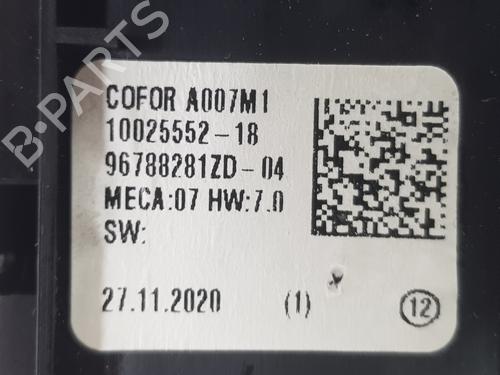 B-PARTS
COFOR A007M1
10025552-18
96788281ZD-04
MECA:07 HW:7.0
SW:
27.11.2020 (1) 12